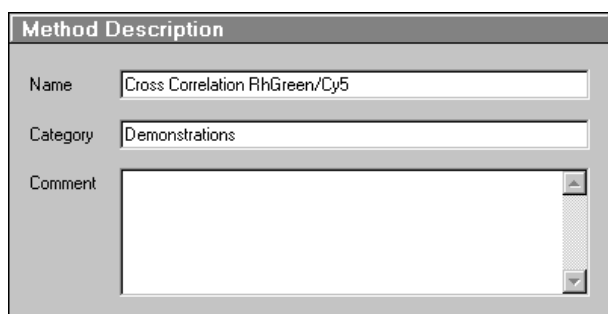 Method Description
Name Cross Correlation RhGreen/Cy5
Category Demonstrations
Comment